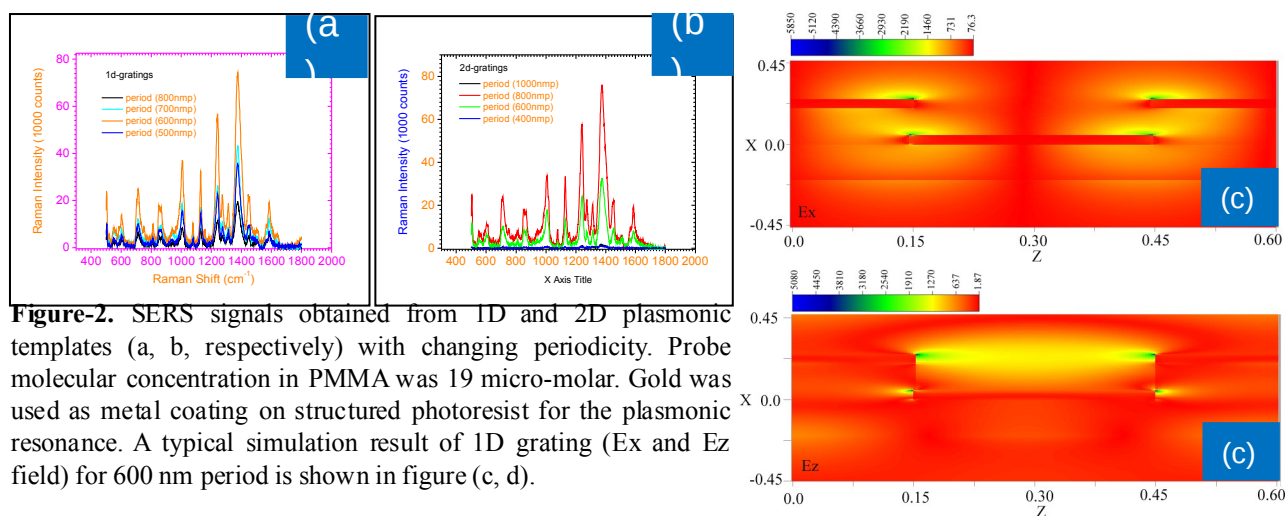 (a
)
80
60
40
20
0
Raman Intensity (1000 counts)
1d-gratings
period (800nmp)
period (700nmp)
period (600nmp)
period (500nmp)
400 600 800 1000 1200 1400 1600 1800 2000
Raman Shift (cm-1)
(b
)
80
60
40
20
0
Raman Intensity (1000 counts)
2d-gratings
period (1000nmp)
period (800nmp)
period (600nmp)
period (400nmp)
400 600 800 1000 1200 1400 1600 1800 2000
X Axis Title
Figure-2. SERS signals obtained from 1D and 2D plasmonic
templates (a, b, respectively) with changing periodicity. Probe
molecular concentration in PMMA was 19 micro-molar. Gold was
used as metal coating on structured photoresist for the plasmonic
resonance. A typical simulation result of 1D grating (Ex and Ez
field) for 600 nm period is shown in figure (c, d).
5850 5120 4390 3660 2930 2190 1460 731 76.3
0.45
X 0.0
-0.45
Ex
(c)
0.0 0.15 0.30 0.45 0.60
Z
5080 4450 3810 3180 2540 1910 1270 637 1.87
0.45
X 0.0
-0.45
Ez
(c)
0.0 0.15 0.30 0.45 0.60
Z